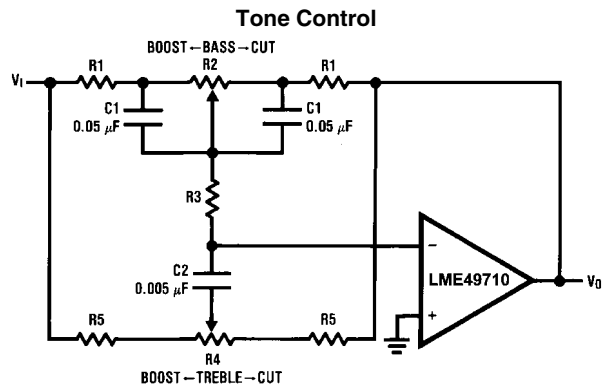 Tone Control
BOOST←BASS→CUT
R1 R2 R1
VI
C1
0.05 μF
C1
0.05 μF
R3
C2
0.005 μF
−
LME49710
+
VO
R5 R4 R5
BOOST←TREBLE→CUT